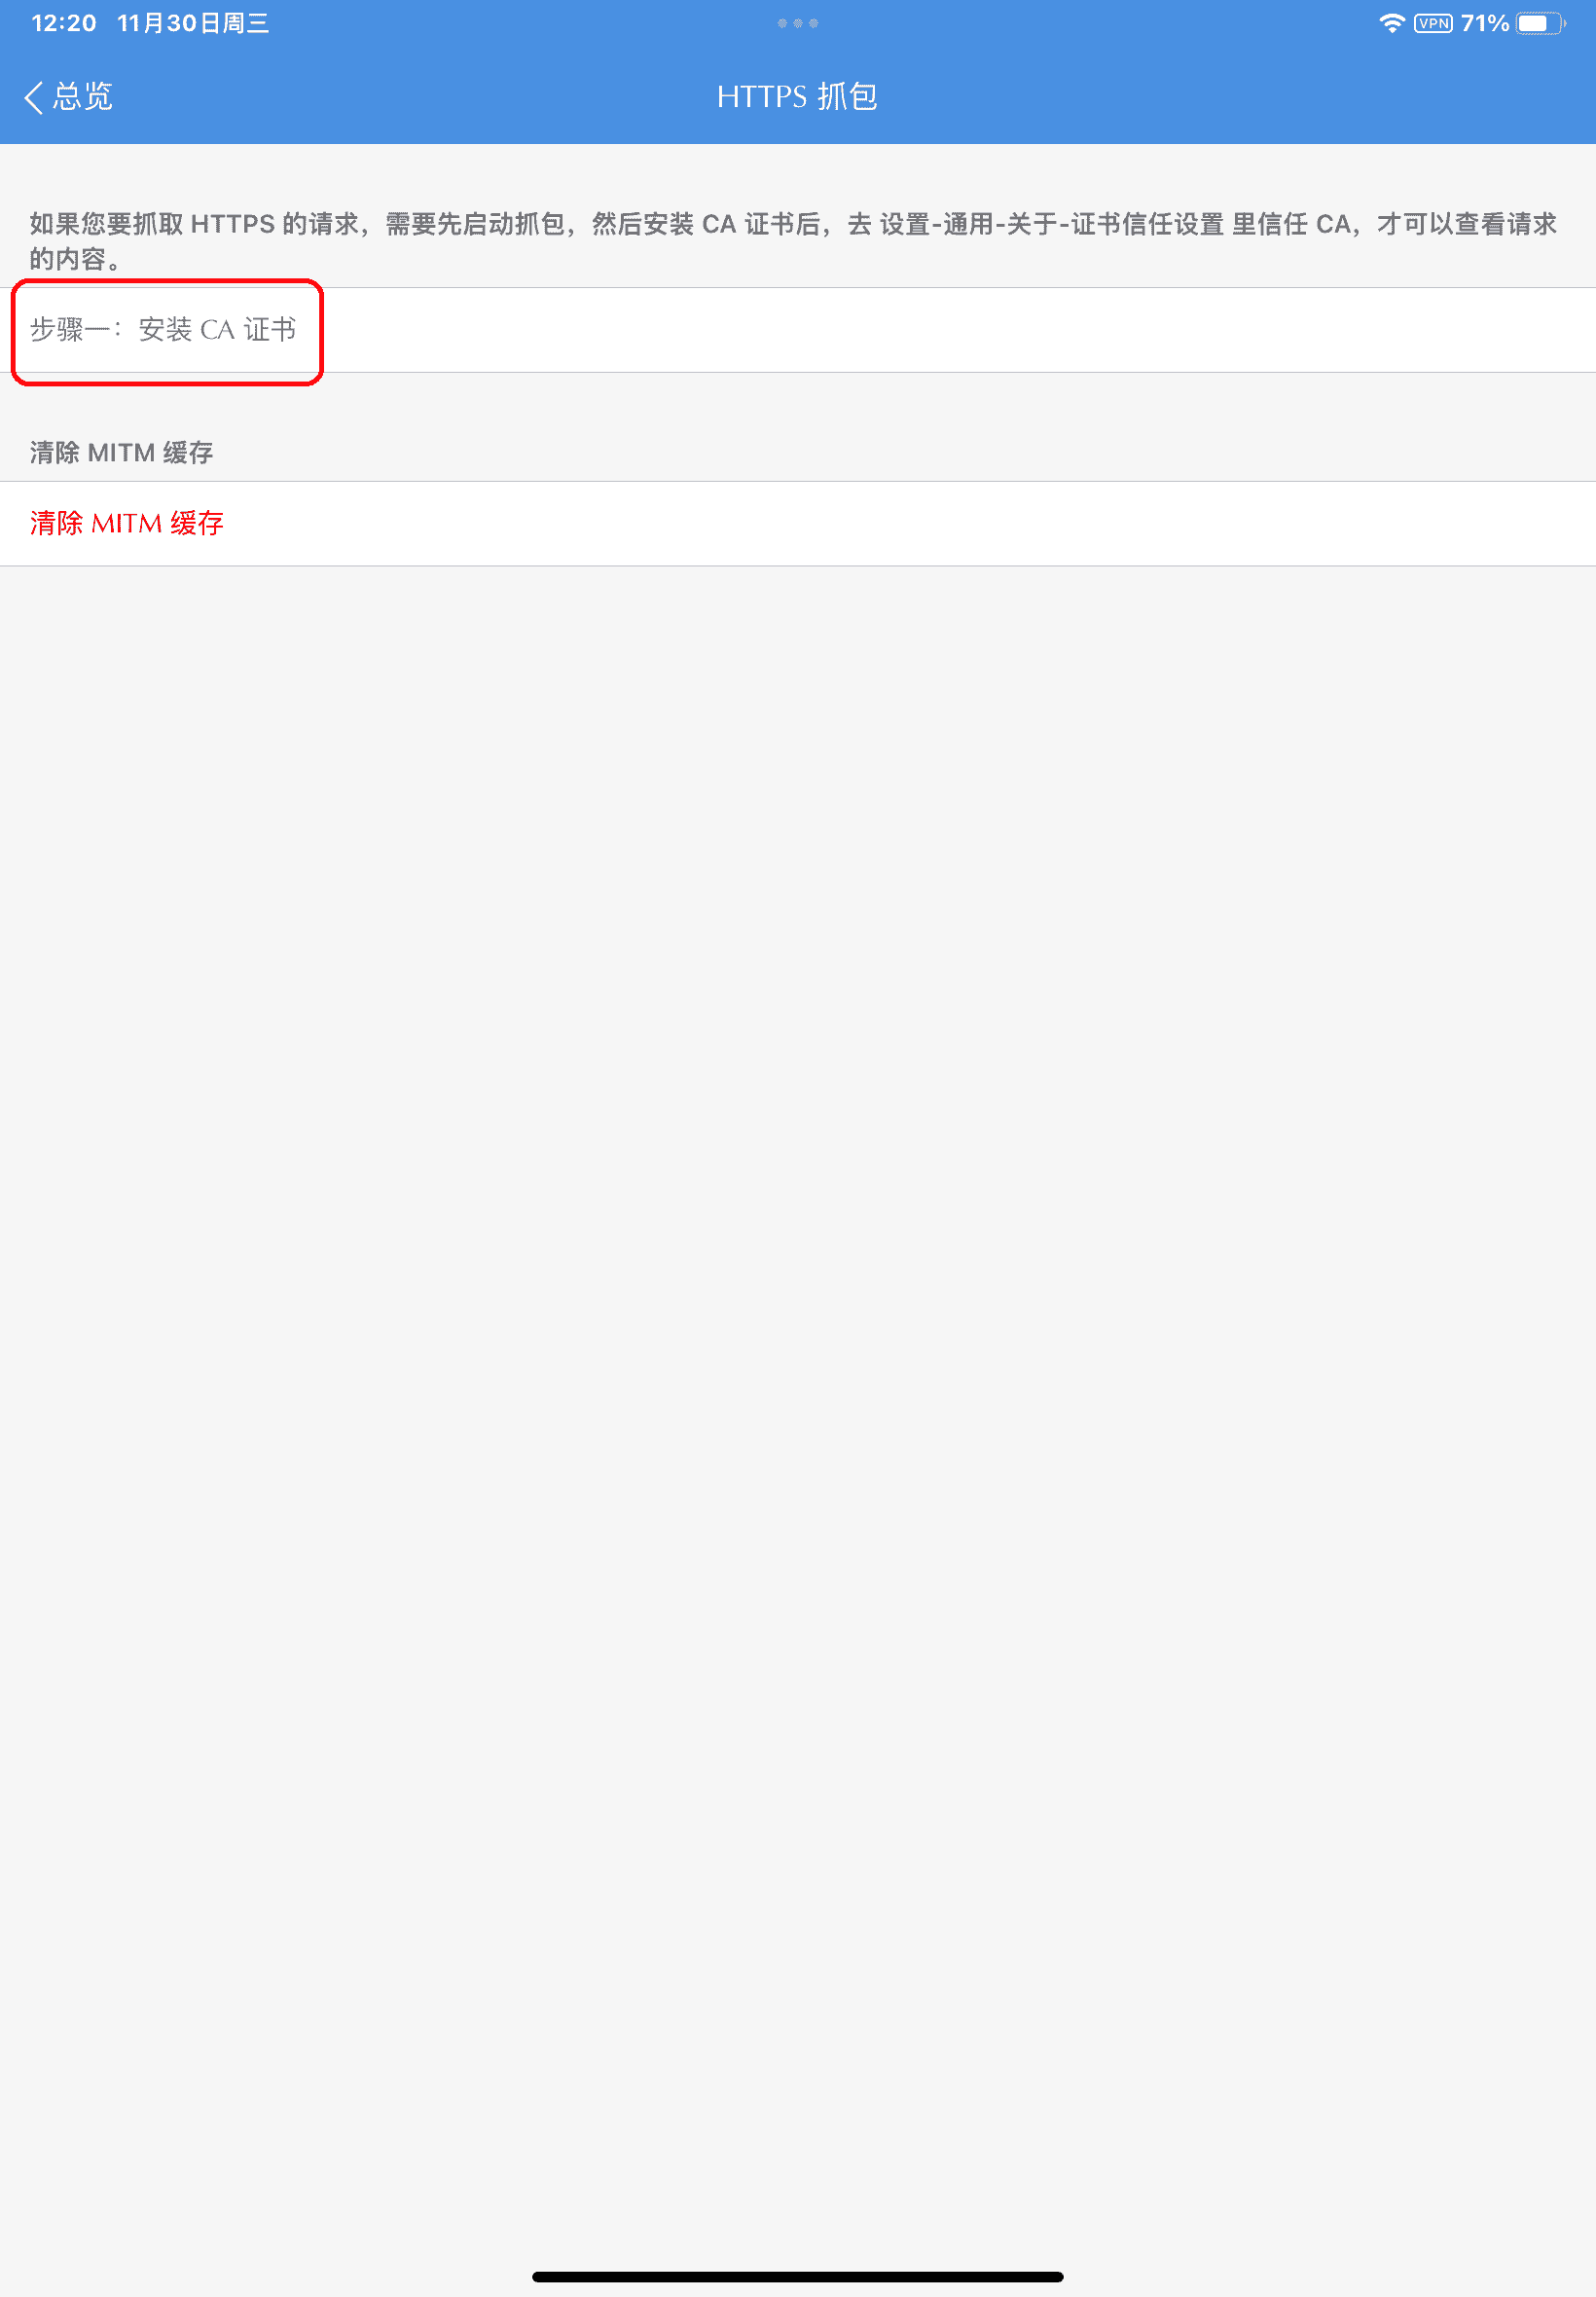 12:20 11月30日周三
VPN 71%
总览
HTTPS 抓包
如果您要抓取 HTTPS 的请求，需要先启动抓包，然后安装 CA 证书后，去 设置-通用-关于-证书信任设置 里信任 CA，才可以查看请求
的内容。
步骤一：安装 CA 证书
清除 MITM 缓存
清除 MITM 缓存